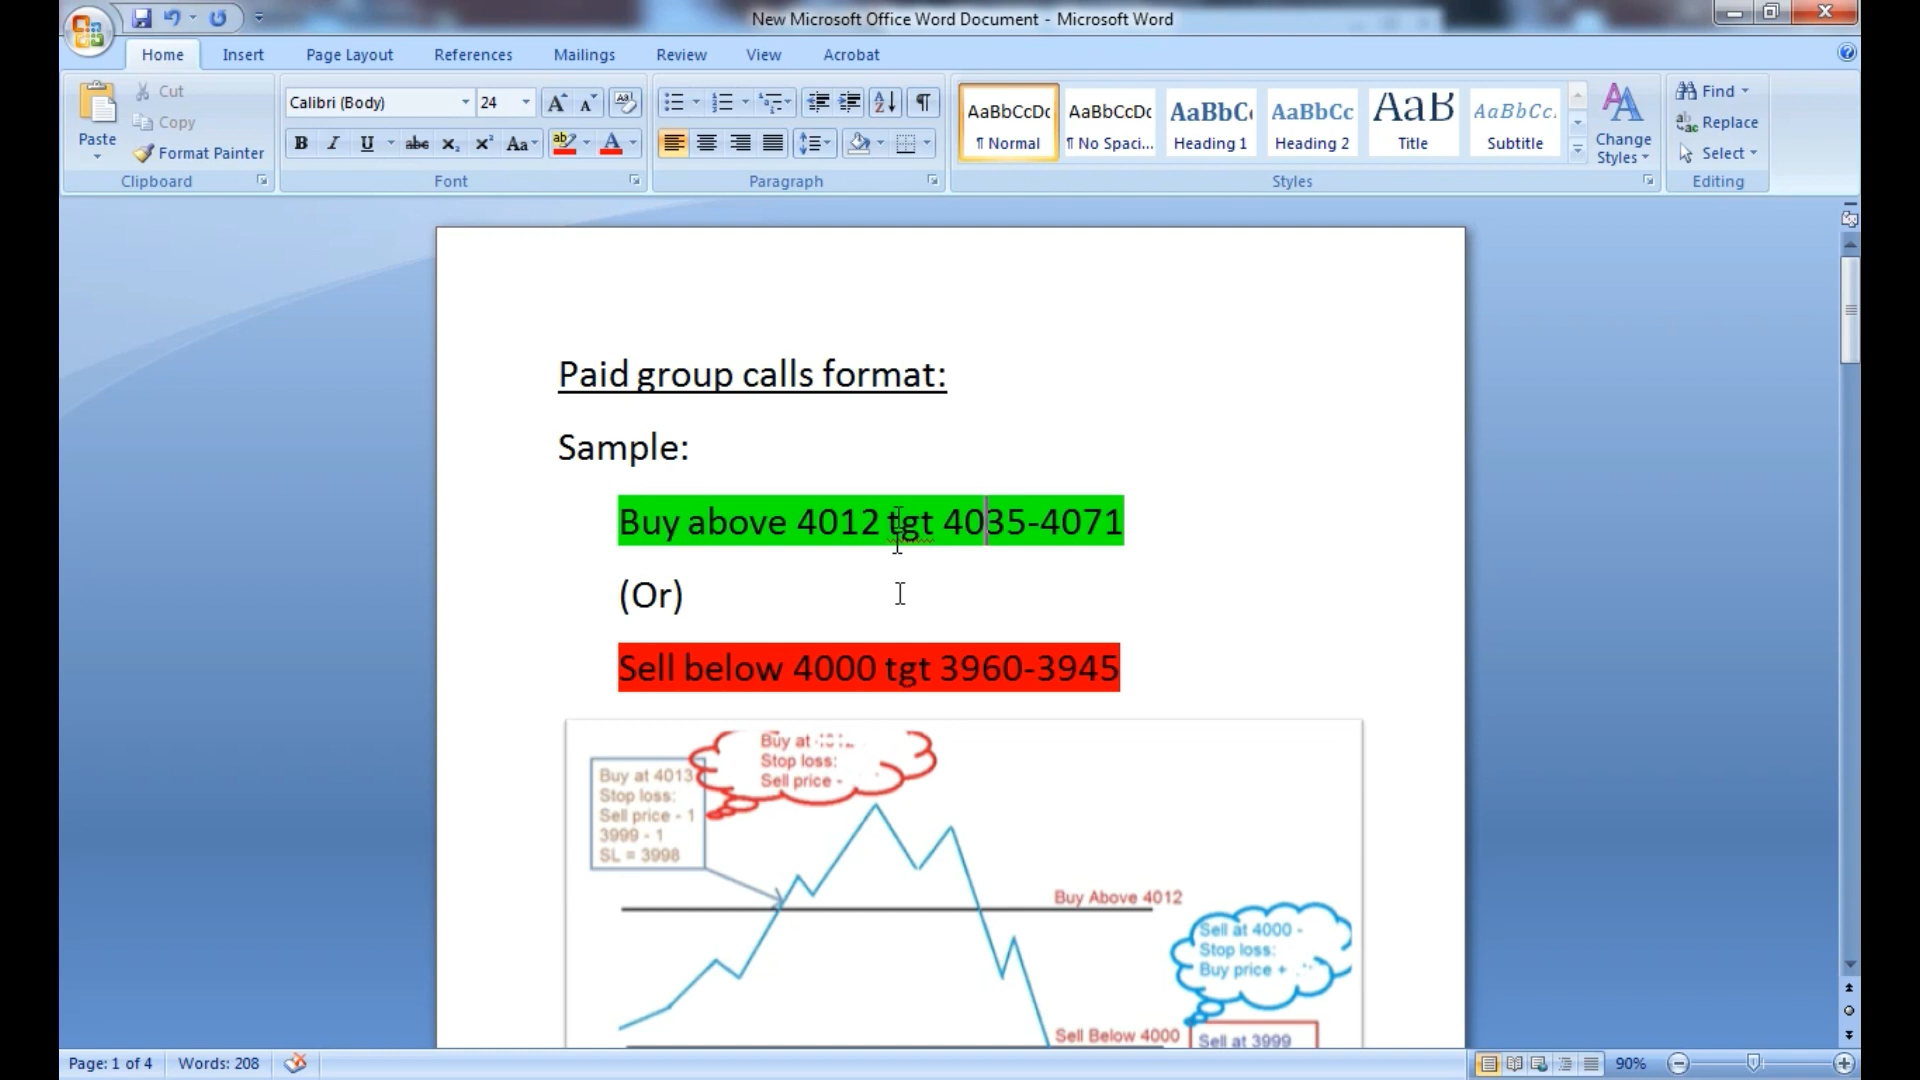 New Microsoft Office Word Document - Microsoft Word
Home Insert Page Layout References Mailings Review View Acrobat
Paste
Cut
Copy
Format Painter
Clipboard
Calibri (Body) 24
Font
Paragraph
AaBbCcDc AaBbCcDc AaBbC AaBbCc AaB AaBbCc.
¶ Normal ¶ No Spaci... Heading 1 Heading 2 Title Subtitle
Change Styles
Styles
Find
Replace
Select
Editing
Paid group calls format:
Sample:
Buy above 4012 tgt 4035-4071
(Or)
Sell below 4000 tgt 3960-3945
Buy at
Stop loss:
Sell price -
Buy at 4013
Stop loss:
Sell price - 1
3999 - 1
SL = 3998
Buy Above 4012
Sell at 4000 -
Stop loss:
Buy price +
Sell Below 4000
Sell at 3999
Page: 1 of 4 Words: 208 90%